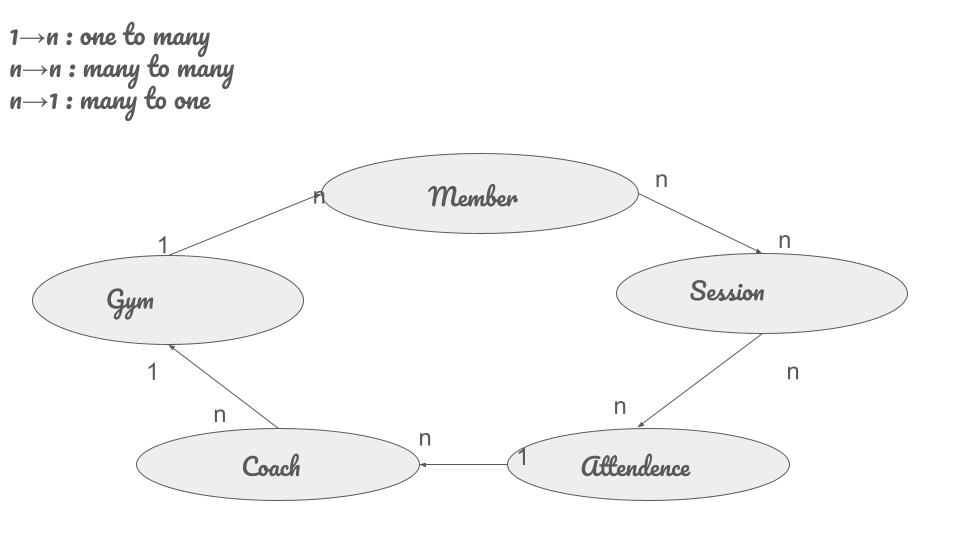 1→n : one to many
n→n : many to many
n→1 : many to one
n
Member
n
1
n
Gym
Session
1
n
n
n
n
1
Coach
Attendence